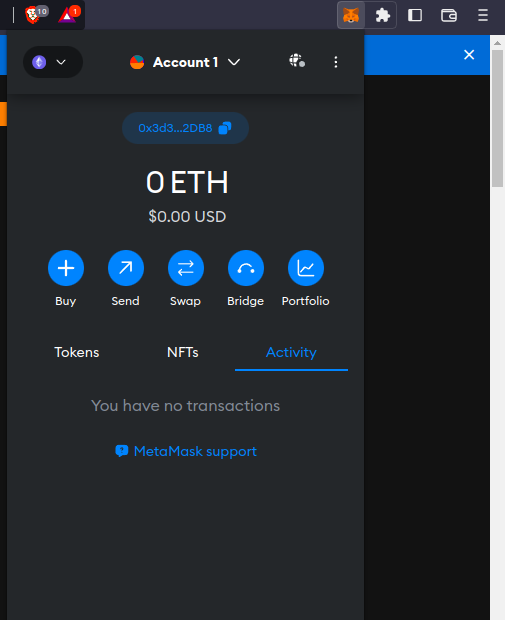 10
1
Account 1
0x3d3...2DB8
0 ETH
$0.00 USD
Buy
Send
Swap
Bridge
Portfolio
Tokens
NFTs
Activity
You have no transactions
MetaMask support